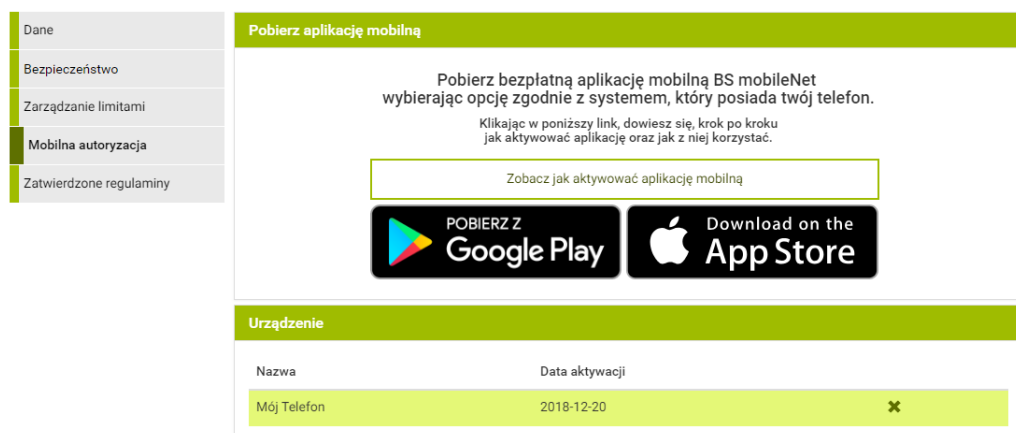 Dane
Bezpieczeństwo
Zarządzanie limitami
Mobilna autoryzacja
Zatwierdzone regulaminy
Pobierz aplikację mobilną
Pobierz bezpłatną aplikację mobilną BS mobileNet
wybierając opcję zgodnie z systemem, który posiada twój telefon.
Klikając w poniższy link, dowiesz się, krok po kroku
jak aktywować aplikację oraz jak z niej korzystać.
Zobacz jak aktywować aplikację mobilną
POBIERZ Z
Google Play
Download on the
App Store
Urządzenie
Nazwa Data aktywacji
Mój Telefon 2018-12-20